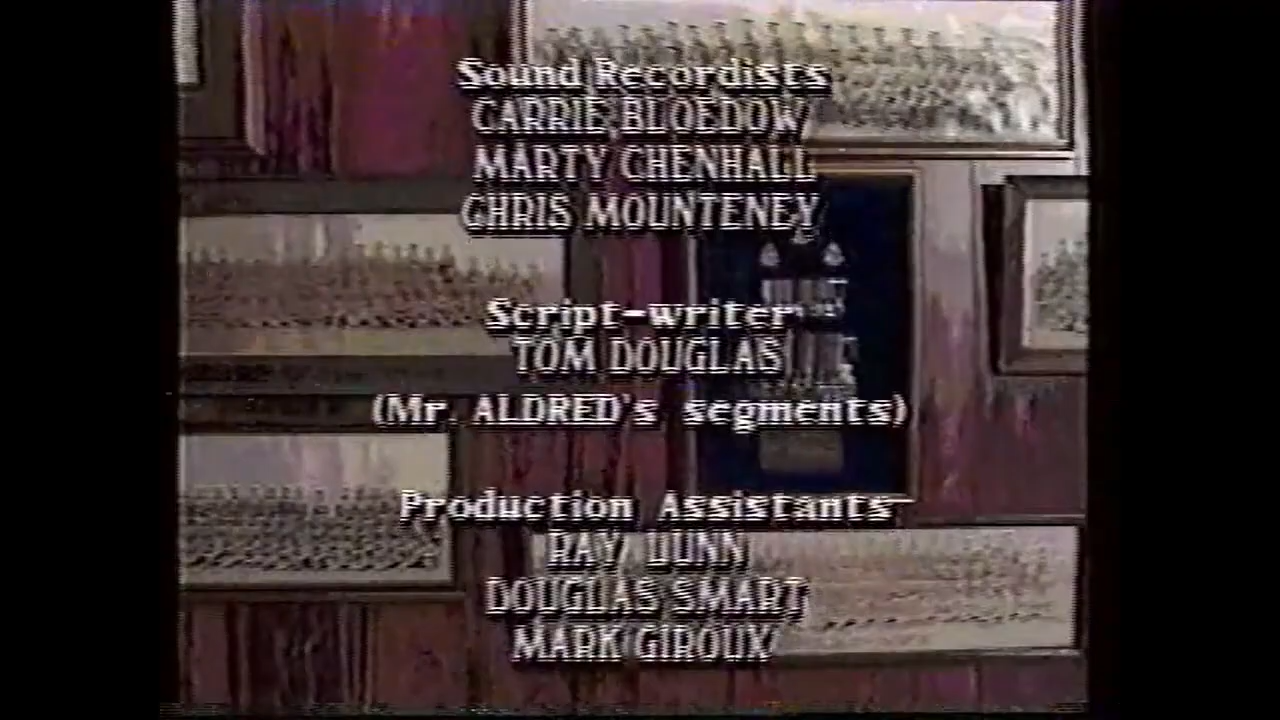 Sound Recordists
CARRIE BLOEDOW
MARTY CHENHALL
CHRIS MOUNTENEY
Script-writer
TOM DOUGLAS
(Mr. ALDRED's segments)
Production Assistants
RAY DUNN
DOUGLAS SMART
MARK GIROUX